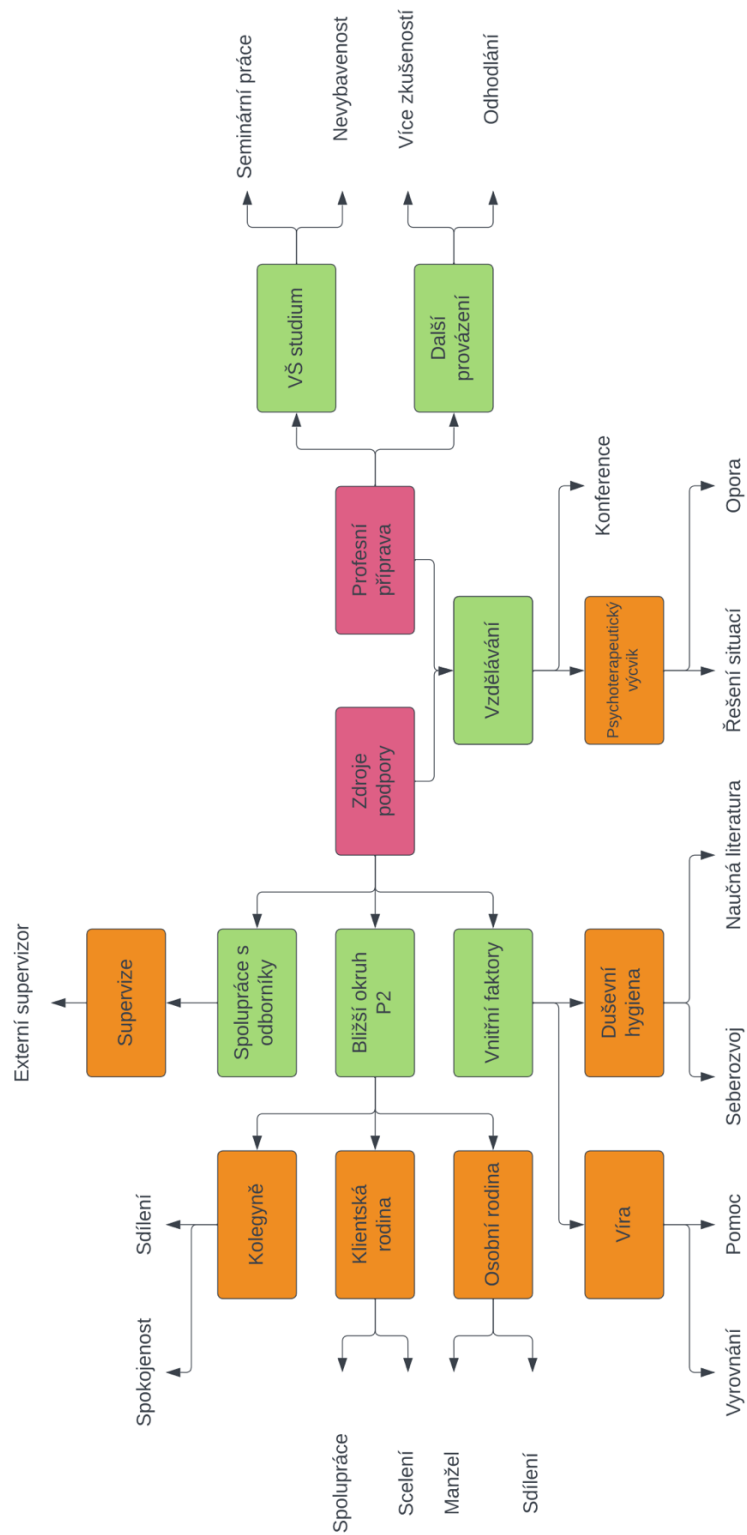 Externí supervizor
Supervize
Sdílení
Spokojenost
Kolegyně
Spolupráce s
odborníky
VŠ studium
Seminární práce
Nevybavenost
Spolupráce
Scelení
Klientská
rodina
Bližší okruh
P2
Zdroje
podpory
Profesní
příprava
Další
provázení
Více zkušeností
Odhodlání
Manžel
Sdílení
Osobní rodina
Vnitřní faktory
Vzdělávání
Konference
Víra
Duševní
hygiena
Psychoterapeutický
výcvik
Vyrovnání
Pomoc
Seberozvoj
Naučná literatura
Řešení situací
Opora